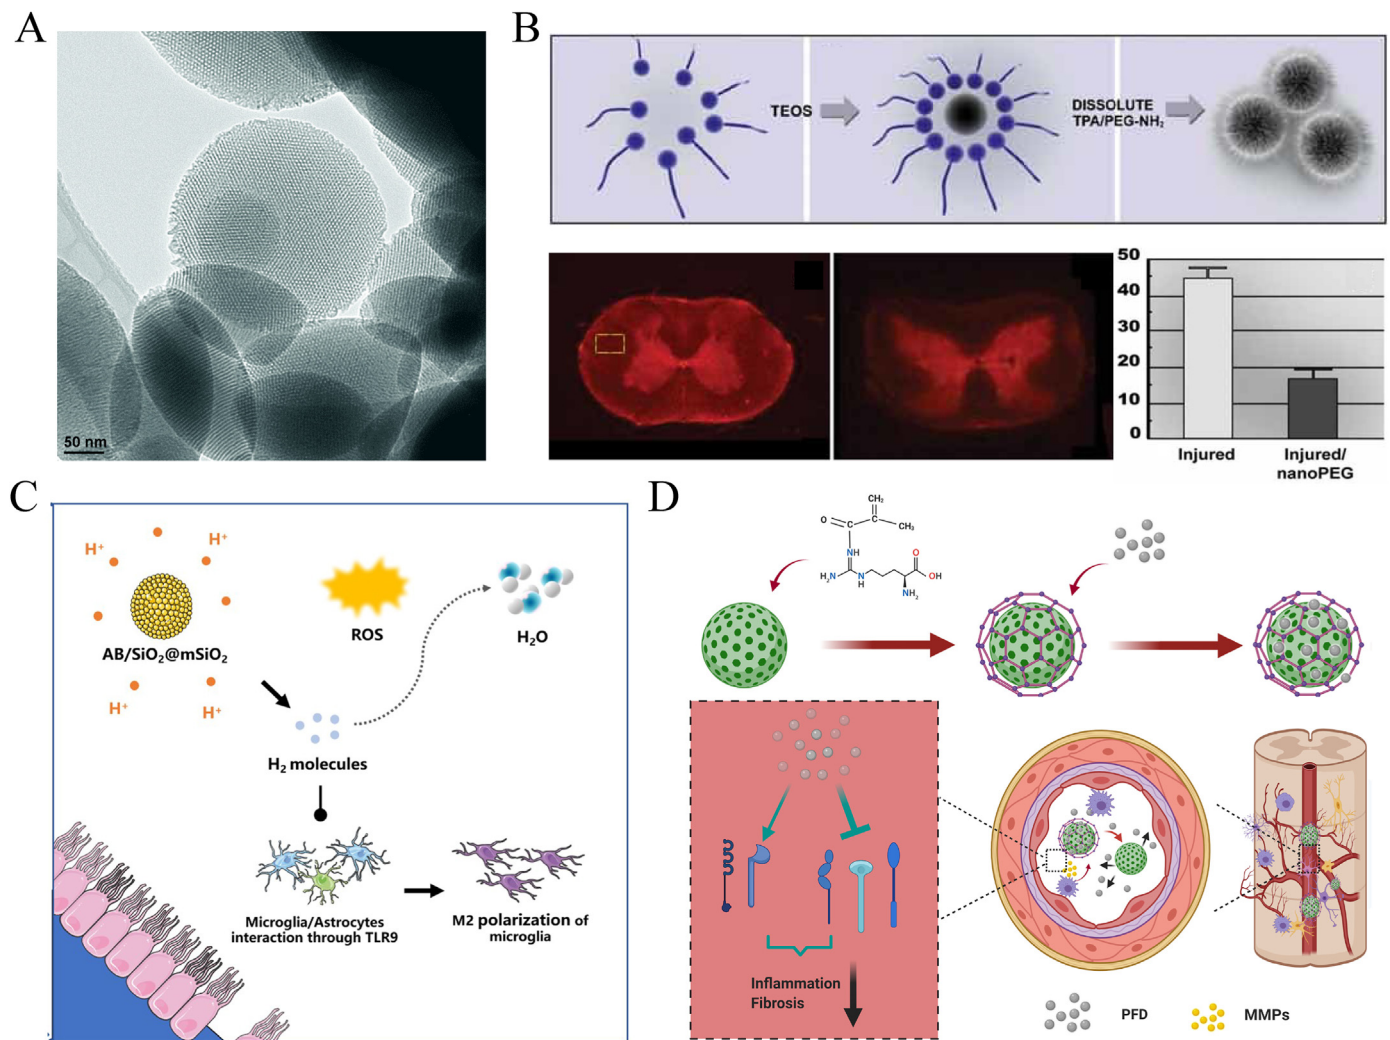 A
50 nm
B
TEOS
DISSOLUTE
TPA/PEG-NH₂
50
40
30
20
10
0
Injured
Injured/
nanoPEG
C
H⁺
H⁺
AB/SiO₂@mSiO₂
H⁺
H⁺
ROS
H₂O
H₂ molecules
Microglia/Astrocytes
interaction through TLR9
M2 polarization of
microglia
D
CH₂
O
C
C
CH₃
NH
H₂N
N
H
O
OH
NH₂
Inflammation
Fibrosis
PFD
MMPs